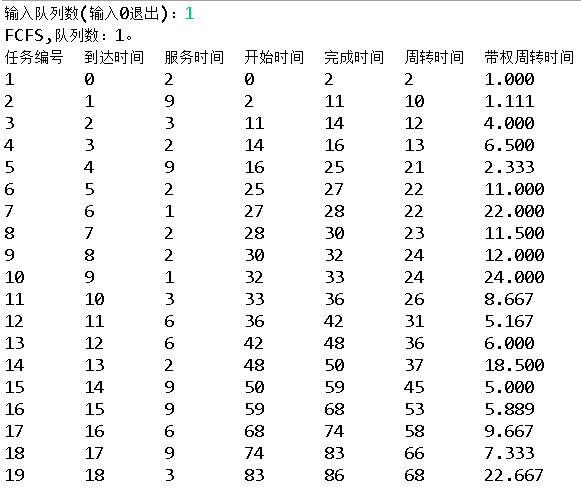 输入队列数(输入0退出)：1
FCFS,队列数：1。
任务编号 到达时间 服务时间 开始时间 完成时间 周转时间 带权周转时间
1 0 2 0 2 2 1.000
2 1 9 2 11 10 1.111
3 2 3 11 14 12 4.000
4 3 2 14 16 13 6.500
5 4 9 16 25 21 2.333
6 5 2 25 27 22 11.000
7 6 1 27 28 22 22.000
8 7 2 28 30 23 11.500
9 8 2 30 32 24 12.000
10 9 1 32 33 24 24.000
11 10 3 33 36 26 8.667
12 11 6 36 42 31 5.167
13 12 6 42 48 36 6.000
14 13 2 48 50 37 18.500
15 14 9 50 59 45 5.000
16 15 9 59 68 53 5.889
17 16 6 68 74 58 9.667
18 17 9 74 83 66 7.333
19 18 3 83 86 68 22.667